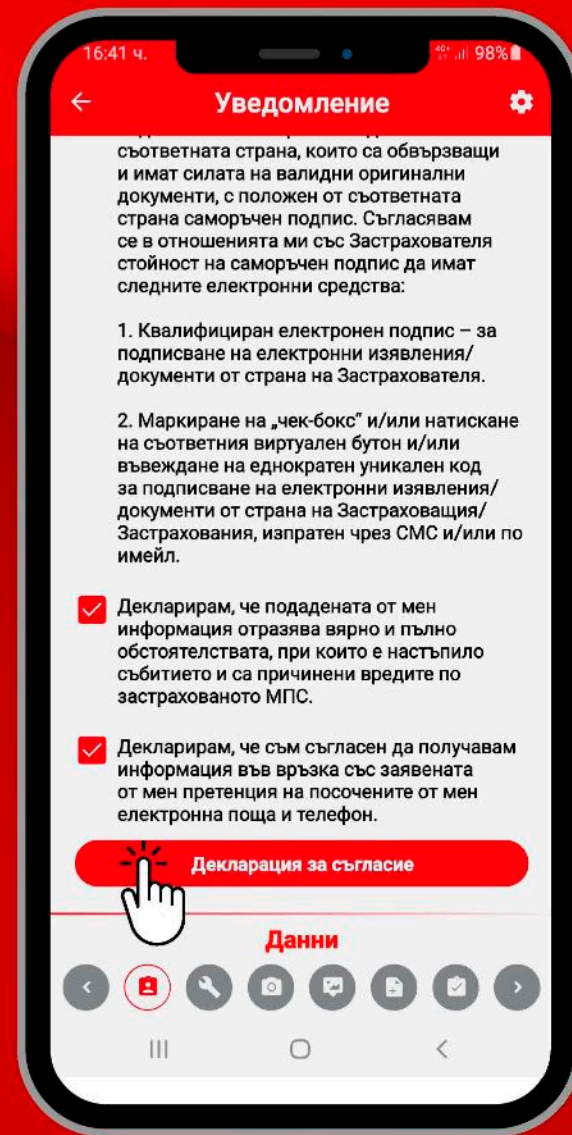 16:41 ч.
98%
Уведомление
съответната страна, които са обвързващи
и имат силата на валидни оригинални
документи, с положен от съответната
страна саморъчен подпис. Съгласявам
се в отношенията ми със Застрахователя
стойност на саморъчен подпис да имат
следните електронни средства:
1. Квалифициран електронен подпис – за
подписване на електронни изявления/
документи от страна на Застрахователя.
2. Маркиране на „чек-бокс“ и/или натискане
на съответния виртуален бутон и/или
въвеждане на еднократен уникален код
за подписване на електронни изявления/
документи от страна на Застраховащия/
Застрахования, изпратен чрез СМС и/или по
имейл.
Декларирам, че подадената от мен
информация отразява вярно и пълно
обстоятелствата, при които е настъпило
събитието и са причинени вредите по
застрахованото МПС.
Декларирам, че съм съгласен да получавам
информация във връзка със заявената
от мен претенция на посочените от мен
електронна поща и телефон.
Декларация за съгласие
Данни